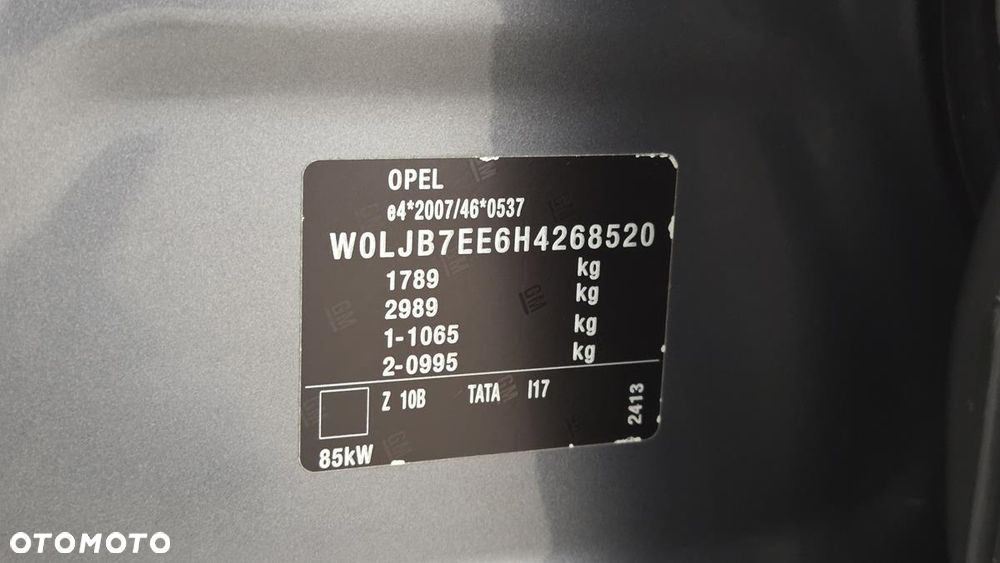 OPEL
e4*2007/46*0537
W0LJB7EE6H4268520
1789 kg
2989 kg
1-1065 kg
2-0995 kg
Z 10B TATA I17
2413
85kW
OTOMOTO